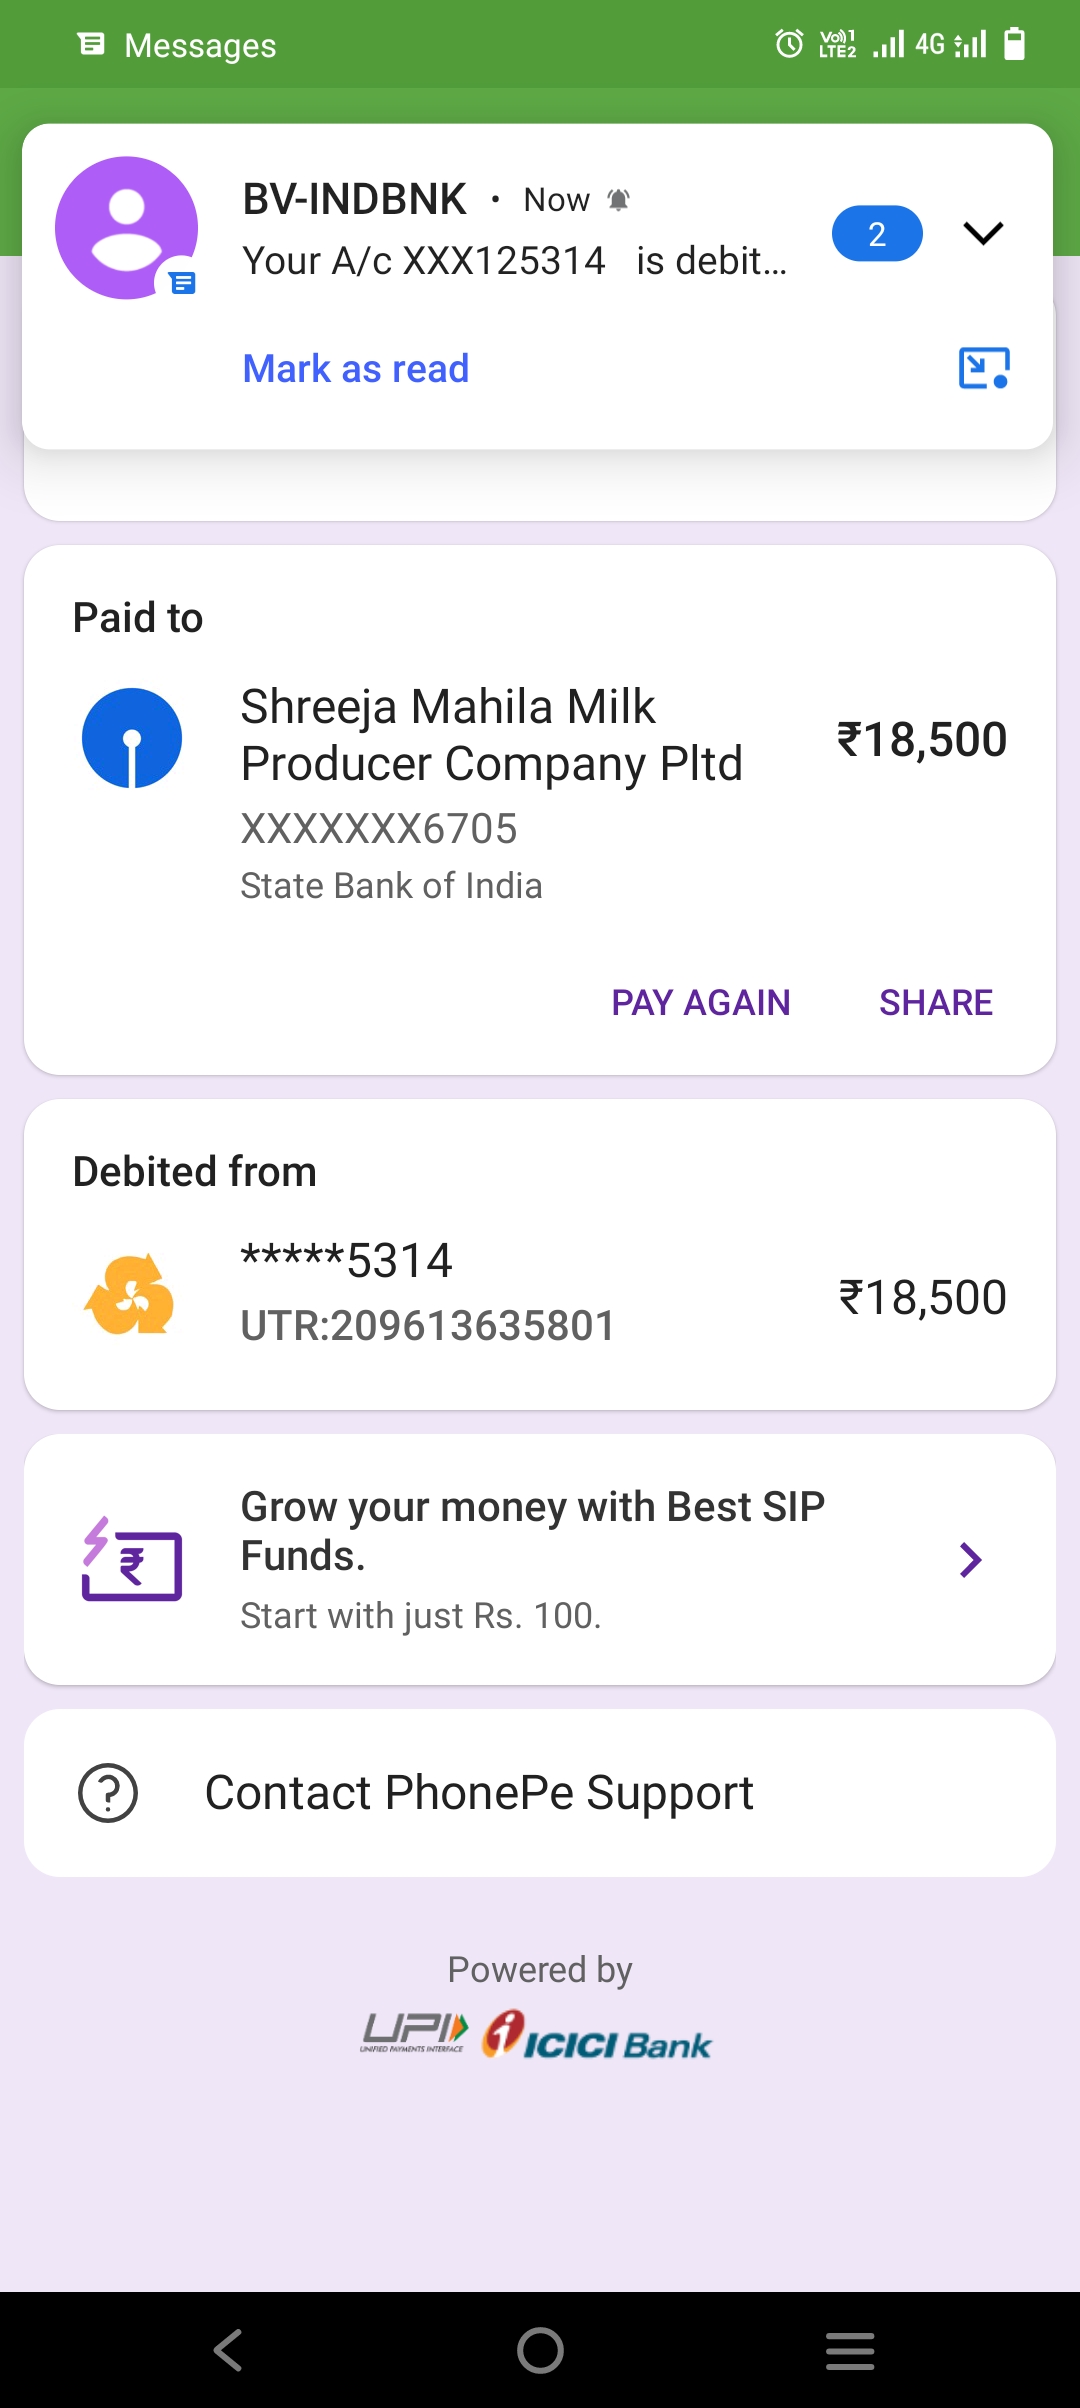 Messages
Vo))1 LTE2 4G
BV-INDBNK • Now
Your A/c XXX125314 is debit...
2
Mark as read
Paid to
Shreeja Mahila Milk
Producer Company Pltd
₹18,500
XXXXXXX6705
State Bank of India
PAY AGAIN SHARE
Debited from
*****5314
₹18,500
UTR:209613635801
Grow your money with Best SIP
Funds.
Start with just Rs. 100.
Contact PhonePe Support
Powered by
UPI ICICI Bank
UNIFIED PAYMENTS INTERFACE